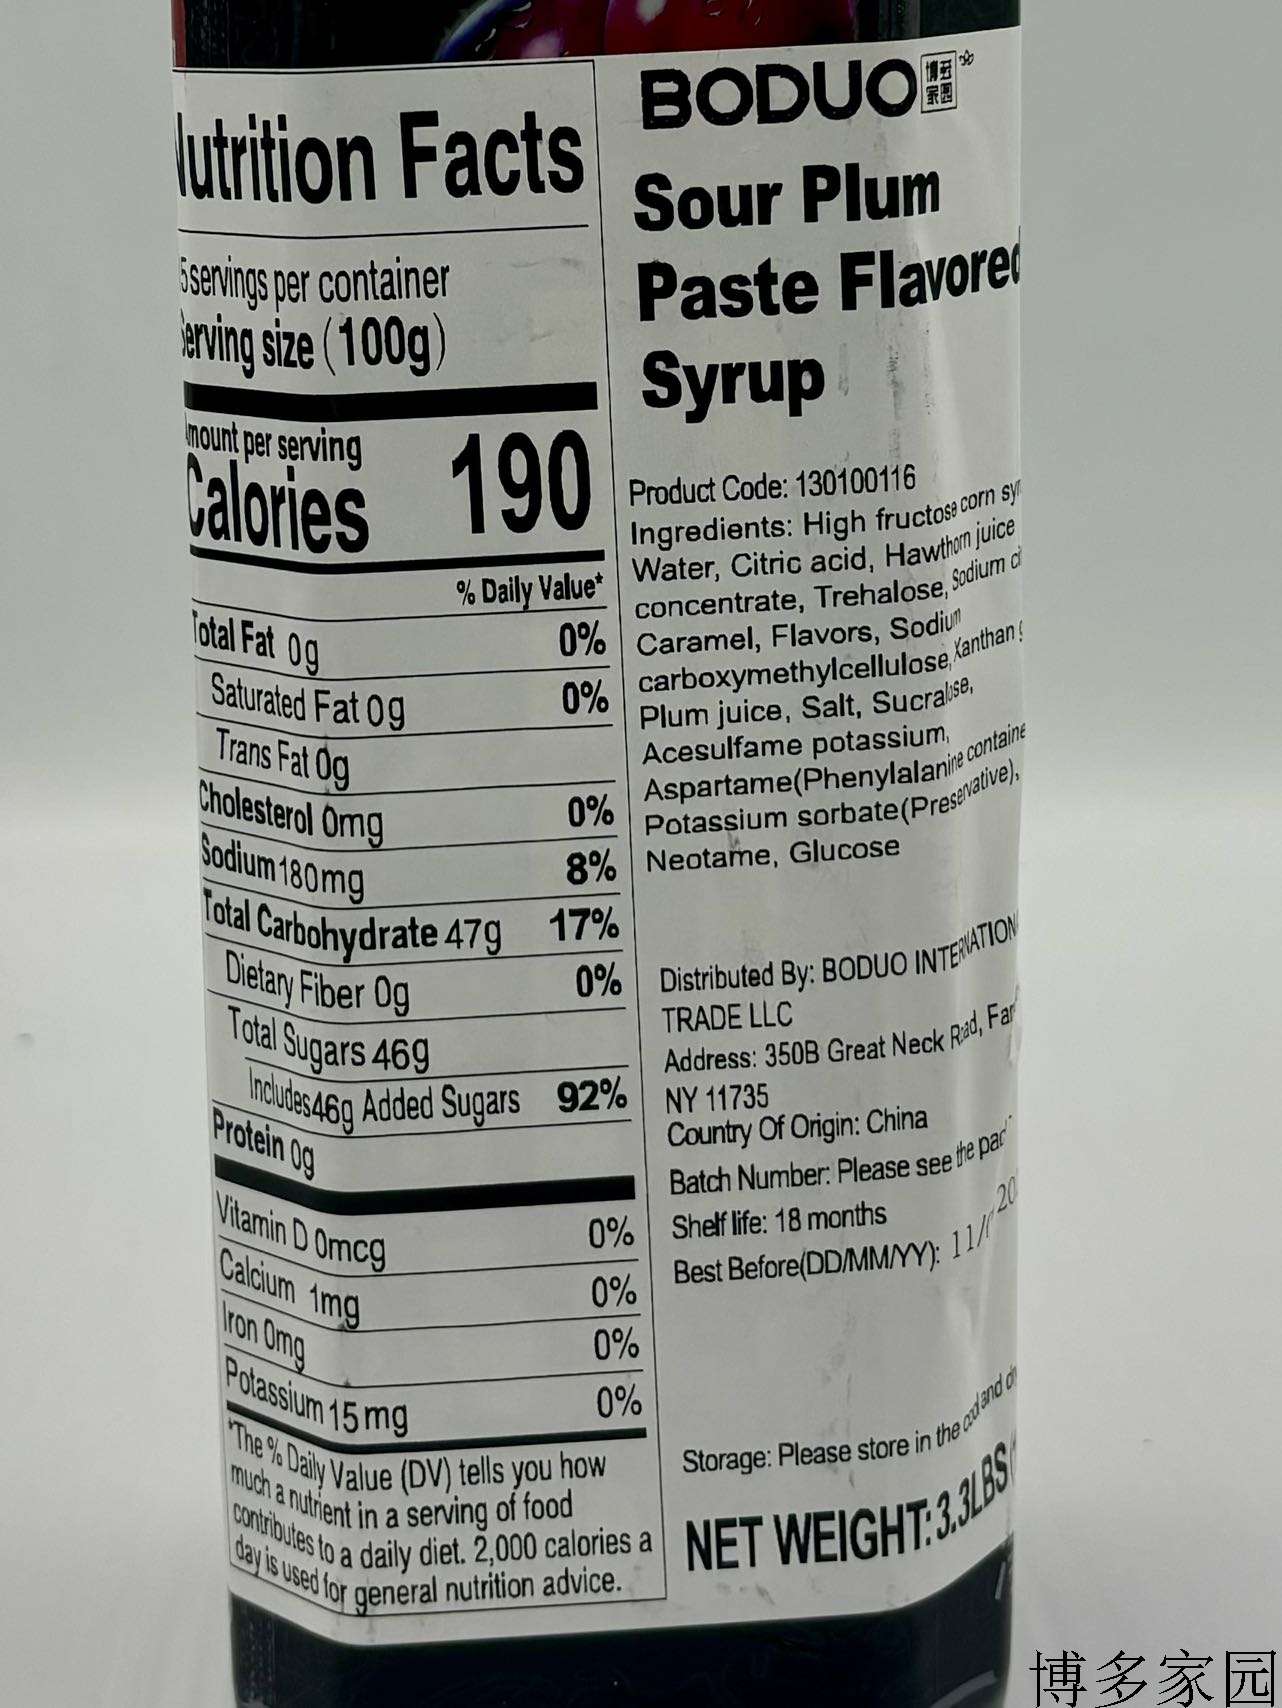 Nutrition Facts
servings per container
Serving size (100g)
Amount per serving
Calories 190
% Daily Value*
Total Fat 0g 0%
Saturated Fat 0g 0%
Trans Fat 0g
Cholesterol 0mg 0%
Sodium 180mg 8%
Total Carbohydrate 47g 17%
Dietary Fiber 0g 0%
Total Sugars 46g
Includes 46g Added Sugars 92%
Protein 0g
Vitamin D 0mcg 0%
Calcium 1mg 0%
Iron 0mg 0%
Potassium 15mg 0%
*The % Daily Value (DV) tells you how
much a nutrient in a serving of food
contributes to a daily diet. 2,000 calories a
day is used for general nutrition advice.
BODUO 博多家园
Sour Plum
Paste Flavored
Syrup
Product Code: 130100116
Ingredients: High fructose corn
Water, Citric acid, Hawthorn juice
concentrate, Trehalose, Sodium
Caramel, Flavors, Sodium
carboxymethylcellulose, Xanthan
Plum juice, Salt, Sucralose,
Acesulfame potassium,
Aspartame(Phenylalanine
Potassium sorbate(Preservative),
Neotame, Glucose
Distributed By: BODUO
TRADE LLC
Address: 350B Great Neck Road,
NY 11735
Country Of Origin: China
Batch Number: Please see the
Shelf life: 18 months
Best Before(DD/MM/YY):
Storage: Please store in the cool and
NET WEIGHT: 3.3LBS
博多家园